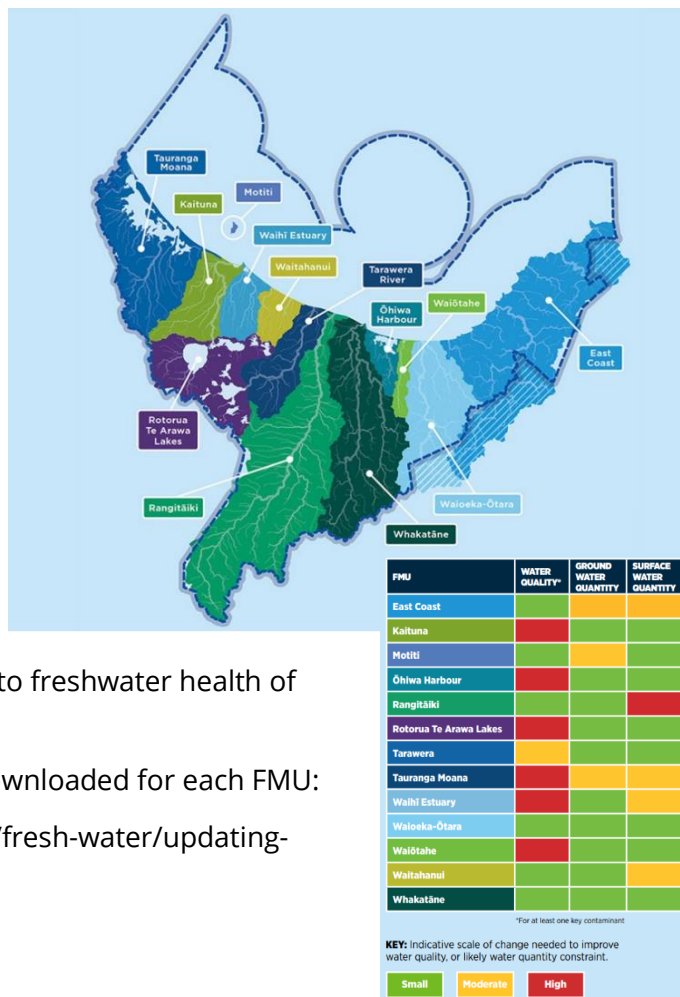 Tauranga
Moana
Motiti
Kaituna
Waihī Estuary
Waitahanui
Tarawera
River
Ōhiwa
Harbour
Waiōtahe
East
Coast
Rotorua
Te Arawa
Lakes
Rangitāiki
Waioeka-Ōtara
Whakatāne
FMU
WATER
QUALITY*
GROUND
WATER
QUANTITY
SURFACE
WATER
QUANTITY
East Coast
Kaituna
Motiti
Ōhiwa Harbour
Rangitāiki
Rotorua Te Arawa Lakes
Tarawera
Tauranga Moana
Waihī Estuary
Waioeka-Ōtara
Waiōtahe
Waitahanui
Whakatāne
*For at least one key contaminant
KEY: Indicative scale of change needed to improve
water quality, or likely water quantity constraint.
Small Moderate High
to freshwater health of
wnloaded for each FMU:
/fresh-water/updating-